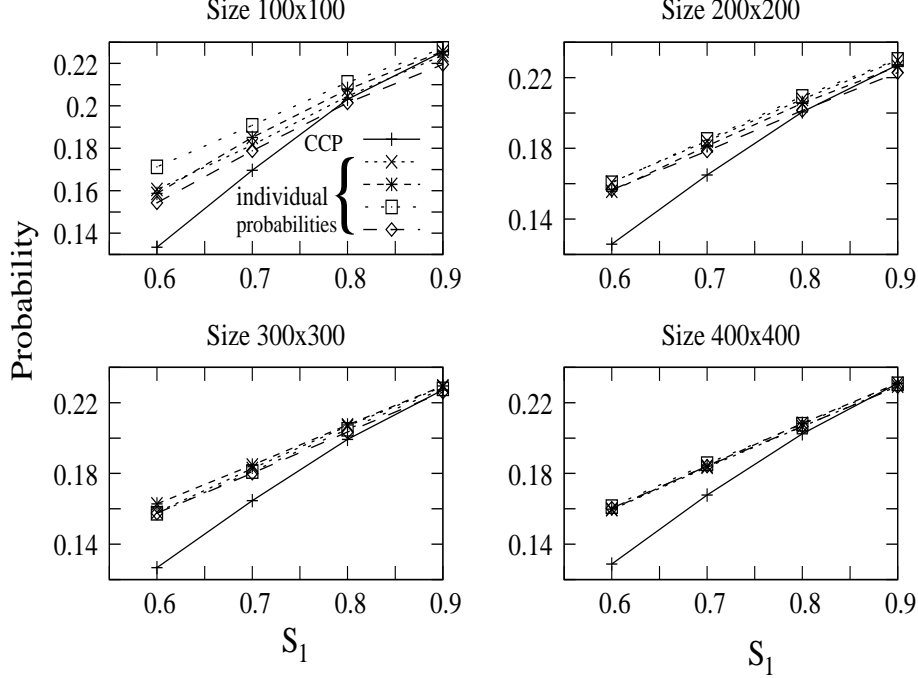 Size 100x100
Size 200x200
0.22
0.2
0.18
0.16
0.14
CCP
individual
probabilities
0.6 0.7 0.8 0.9
0.22
0.18
0.14
0.6 0.7 0.8 0.9
Probability
Size 300x300
Size 400x400
0.22
0.18
0.14
0.6 0.7 0.8 0.9
S₁
0.22
0.18
0.14
0.6 0.7 0.8 0.9
S₁